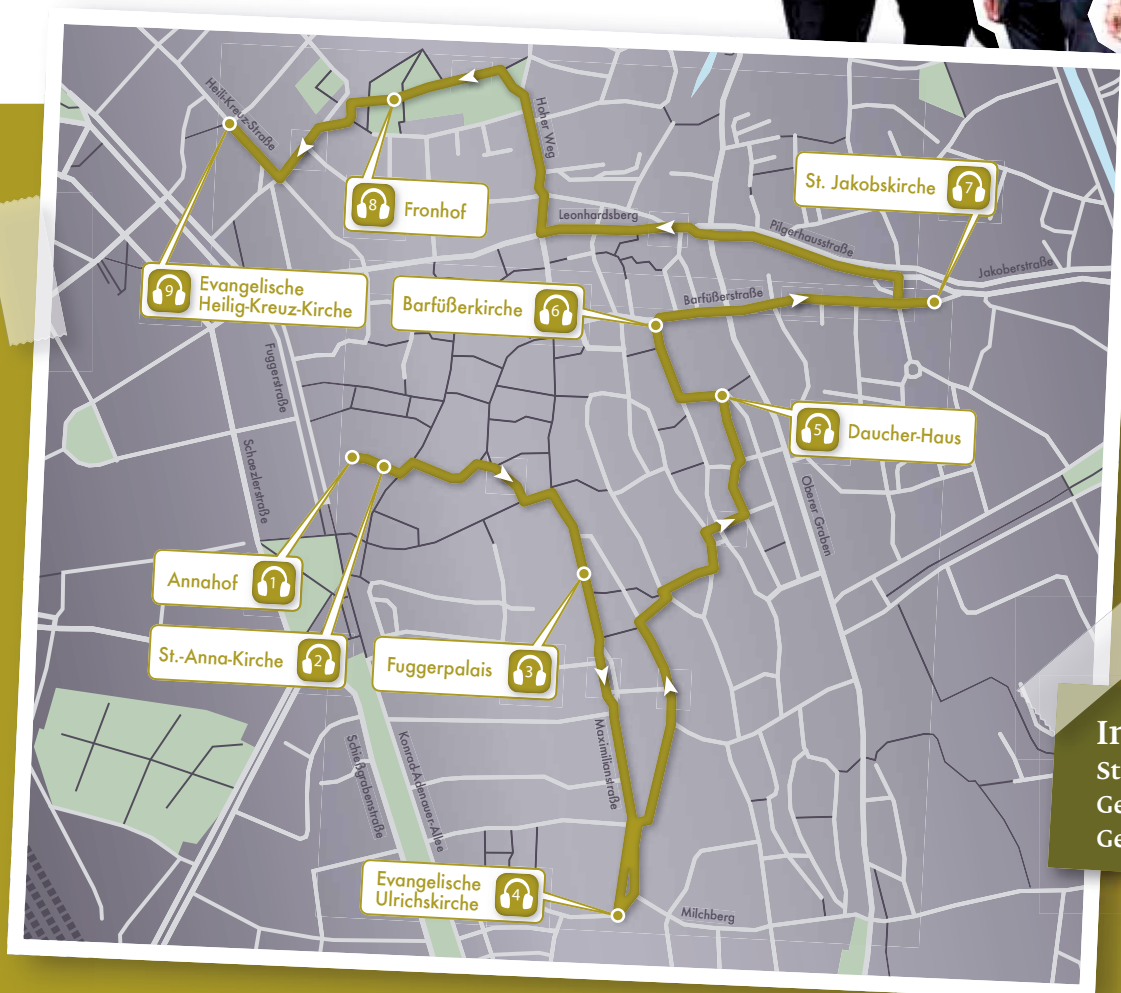 Heilig-Kreuz-Straße
Hoher Weg
8 Fronhof
St. Jakobskirche 7
Leonhardsberg
Pilgerhausstraße
Jakoberstraße
9 Evangelische
Heilig-Kreuz-Kirche
Barfüßerkirche 6
Barfüßerstraße
Fuggerstraße
5 Daucher-Haus
Schaezlerstraße
Oberer Graben
Annahof 1
St.-Anna-Kirche 2
Fuggerpalais 3
Maximilianstraße
Schießgrabenstraße
Konrad-Adenauer-Allee
Evangelische
Ulrichskirche 4
Milchberg